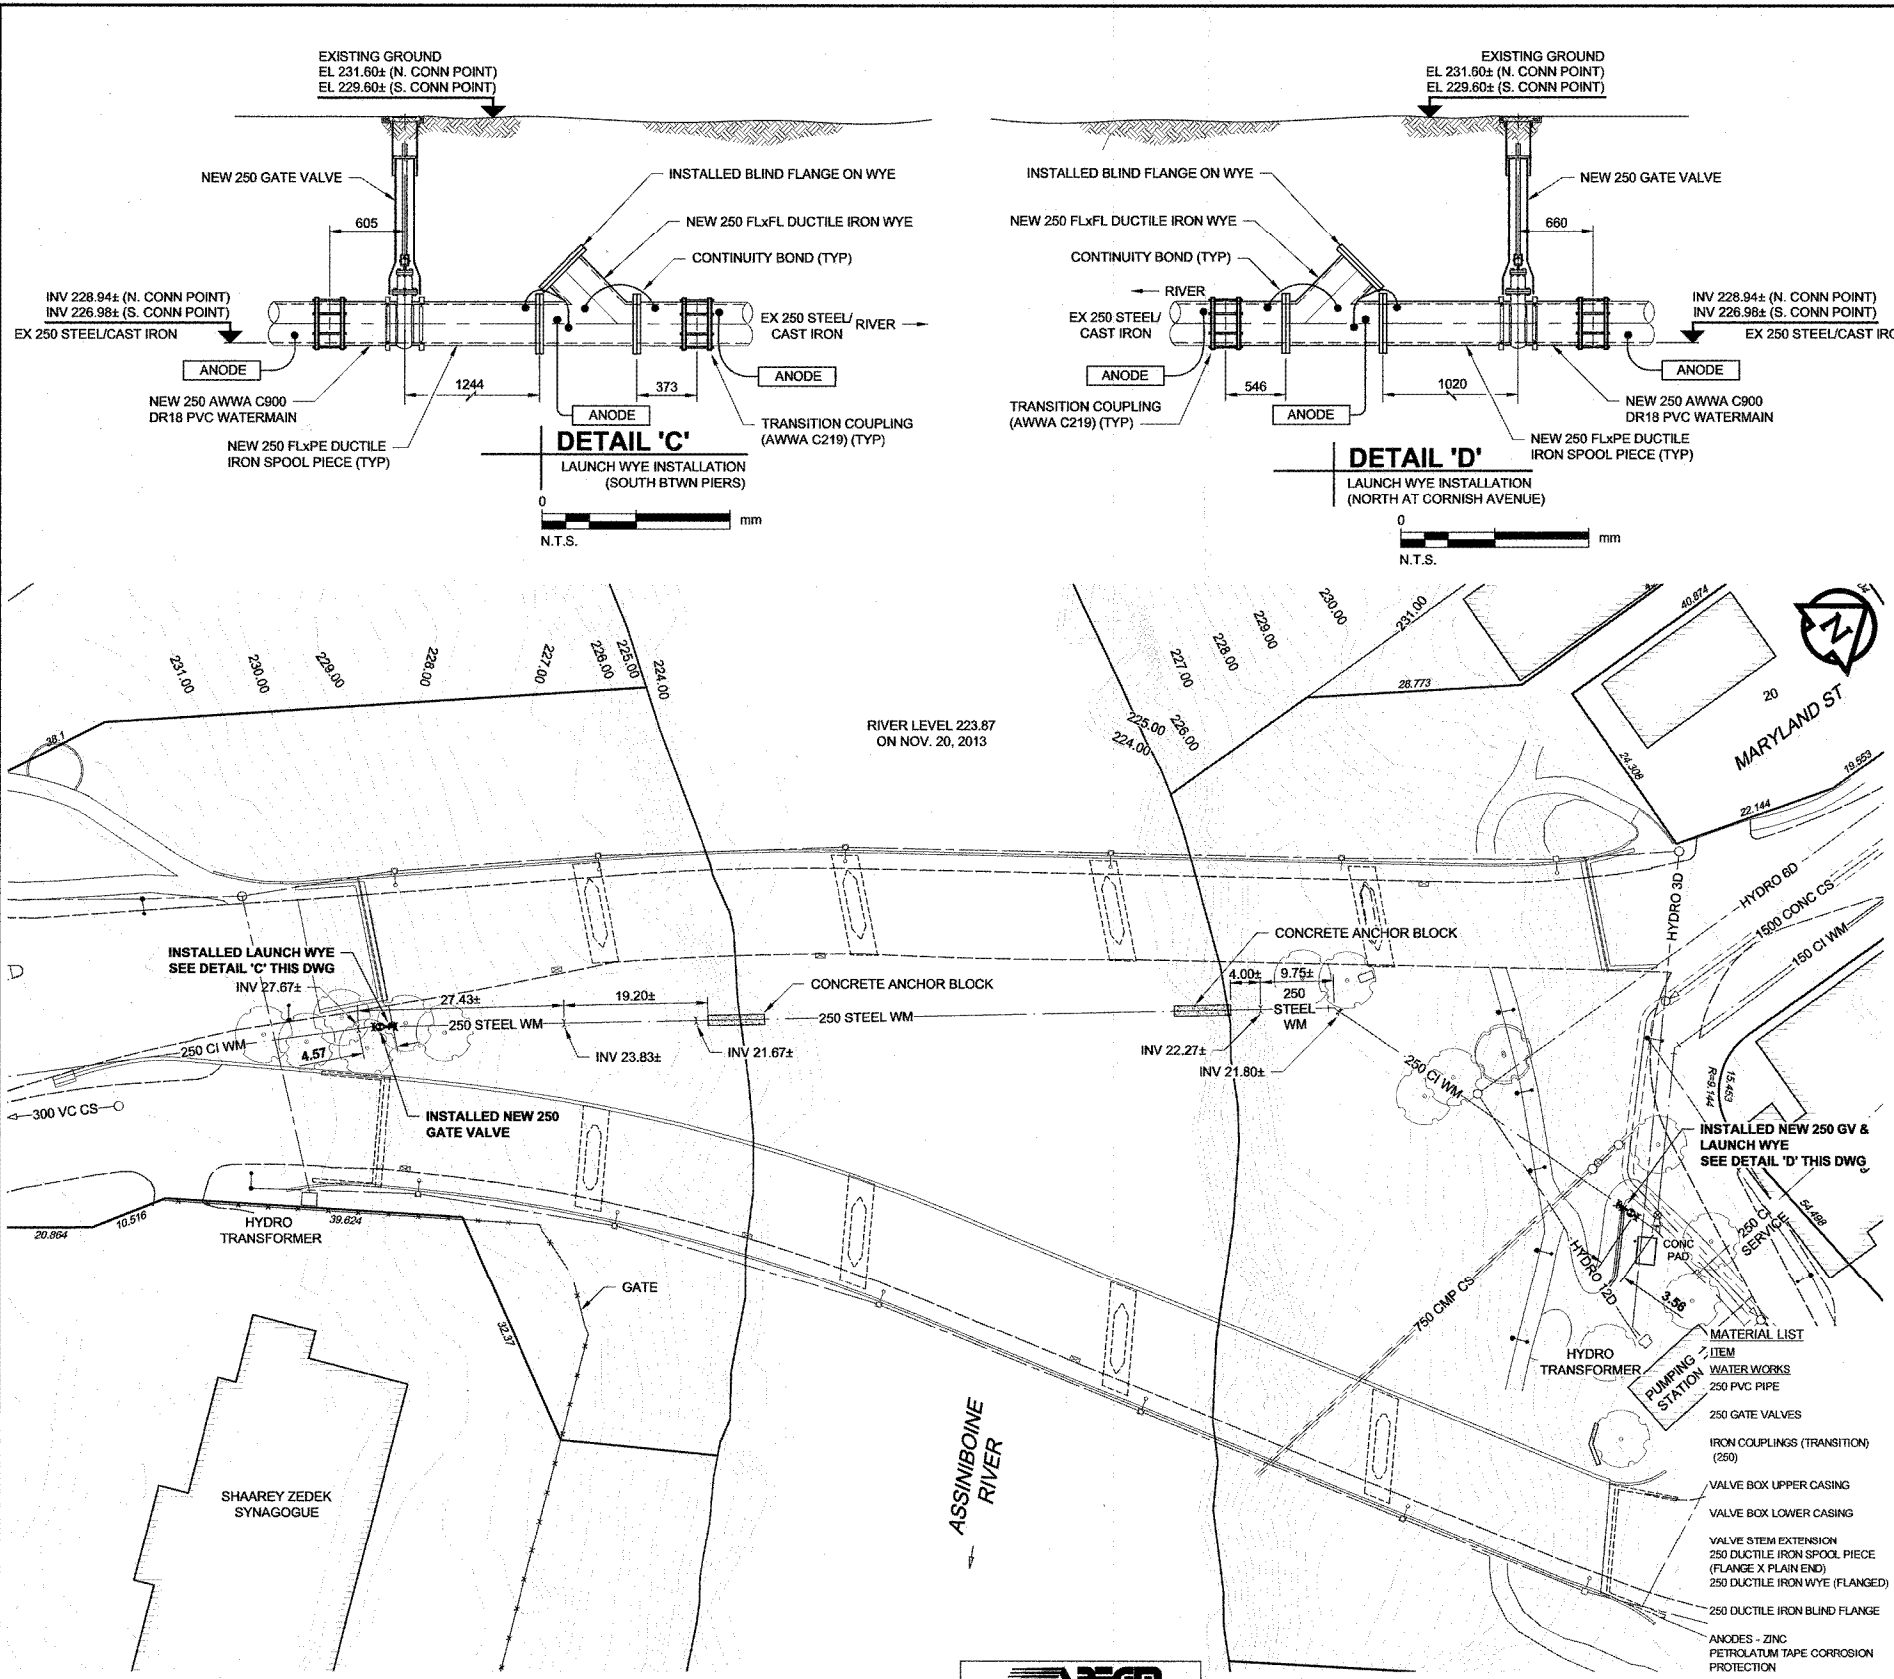 EXISTING GROUND
EL 231.60± (N. CONN POINT)
EL 229.60± (S. CONN POINT)
NEW 250 GATE VALVE
605
INSTALLED BLIND FLANGE ON WYE
NEW 250 FLxFL DUCTILE IRON WYE
CONTINUITY BOND (TYP)
INV 228.94± (N. CONN POINT)
INV 226.98± (S. CONN POINT)
EX 250 STEEL/CAST IRON
EX 250 STEEL/
CAST IRON
RIVER
ANODE
ANODE
ANODE
1244
373
NEW 250 AWWA C900
DR18 PVC WATERMAIN
NEW 250 FLxPE DUCTILE
IRON SPOOL PIECE (TYP)
TRANSITION COUPLING
(AWWA C219) (TYP)
DETAIL 'C'
LAUNCH WYE INSTALLATION
(SOUTH BTWN PIERS)
0
mm
N.T.S.
EXISTING GROUND
EL 231.60± (N. CONN POINT)
EL 229.60± (S. CONN POINT)
INSTALLED BLIND FLANGE ON WYE
NEW 250 FLxFL DUCTILE IRON WYE
CONTINUITY BOND (TYP)
NEW 250 GATE VALVE
660
RIVER
EX 250 STEEL/
CAST IRON
INV 228.94± (N. CONN POINT)
INV 226.98± (S. CONN POINT)
EX 250 STEEL/CAST IRO
ANODE
ANODE
ANODE
546
1020
TRANSITION COUPLING
(AWWA C219) (TYP)
NEW 250 AWWA C900
DR18 PVC WATERMAIN
NEW 250 FLxPE DUCTILE
IRON SPOOL PIECE (TYP)
DETAIL 'D'
LAUNCH WYE INSTALLATION
(NORTH AT CORNISH AVENUE)
0
mm
N.T.S.
231.00
230.00
229.00
228.00
227.00
226.00
225.00
224.00
RIVER LEVEL 223.87
ON NOV. 20, 2013
227.00
228.00
229.00
230.00
231.00
225.00
226.00
224.00
28.773
40.874
N
20
MARYLAND ST
24.308
19.553
22.144
38.1
HYDRO 3D
HYDRO 6D
1500 CONC CS
150 CI WM
INSTALLED LAUNCH WYE
SEE DETAIL 'C' THIS DWG
INV 27.67±
D
27.43±
19.20±
CONCRETE ANCHOR BLOCK
CONCRETE ANCHOR BLOCK
4.00±
9.75±
250
STEEL
WM
250 STEEL WM
250 STEEL WM
250 CI WM
4.57
INV 23.83±
INV 21.67±
INV 22.27±
INV 21.80±
250 CI WM
300 VC CS
INSTALLED NEW 250
GATE VALVE
15.453
R=9.144
INSTALLED NEW 250 GV &
LAUNCH WYE
SEE DETAIL 'D' THIS DWG
20.864
10.516
39.624
HYDRO
TRANSFORMER
GATE
32.37
250 CI
SERVICE
54.498
CONC
PAD
HYDRO 12D
3.56
750 CMP CS
HYDRO
TRANSFORMER
PUMPING
STATION
SHAAREY ZEDEK
SYNAGOGUE
ASSINIBOINE
RIVER
MATERIAL LIST
ITEM
WATER WORKS
250 PVC PIPE
250 GATE VALVES
IRON COUPLINGS (TRANSITION)
(250)
VALVE BOX UPPER CASING
VALVE BOX LOWER CASING
VALVE STEM EXTENSION
250 DUCTILE IRON SPOOL PIECE
(FLANGE X PLAIN END)
250 DUCTILE IRON WYE (FLANGED)
250 DUCTILE IRON BLIND FLANGE
ANODES - ZINC
PETROLATUM TAPE CORROSION
PROTECTION